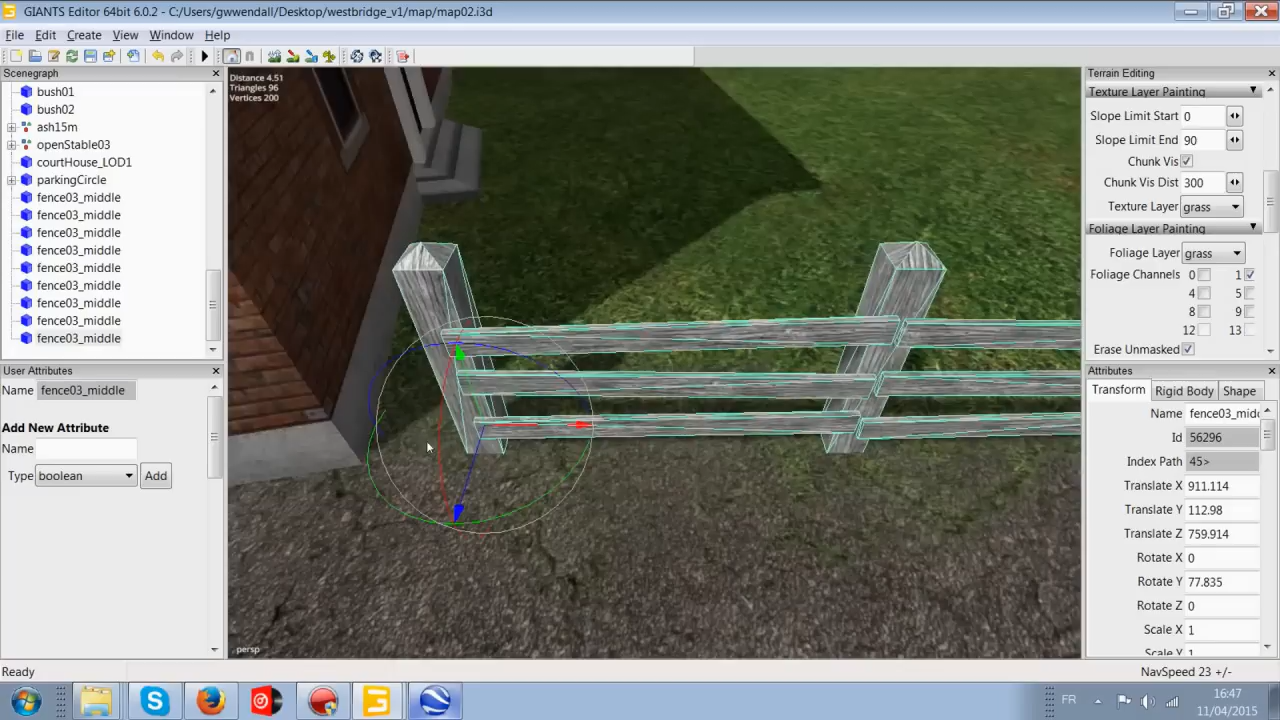 GIANTS Editor 64bit 6.0.2 - C:/Users/gwwendall/Desktop/westbridge_v1/map/map02.i3d
File Edit Create View Window Help
Scenegraph
bush01
bush02
ash15m
openStable03
courtHouse_LOD1
parkingCircle
fence03_middle
fence03_middle
fence03_middle
fence03_middle
fence03_middle
fence03_middle
fence03_middle
fence03_middle
fence03_middle
User Attributes
Name fence03_middle
Add New Attribute
Name
Type boolean Add
Distance 4.51
Triangles 96
Vertices 200
persp
Terrain Editing
Texture Layer Painting
Slope Limit Start 0
Slope Limit End 90
Chunk Vis
Chunk Vis Dist 300
Texture Layer grass
Foliage Layer Painting
Foliage Layer grass
Foliage Channels 0 1
4 5
8 9
12 13
Erase Unmasked
Attributes
Transform Rigid Body Shape
Name fence03_midd
Id 56296
Index Path 45>
Translate X 911.114
Translate Y 112.98
Translate Z 759.914
Rotate X 0
Rotate Y 77.835
Rotate Z 0
Scale X 1
Scale Y 1
Ready
NavSpeed 23 +/-
FR
16:47
11/04/2015